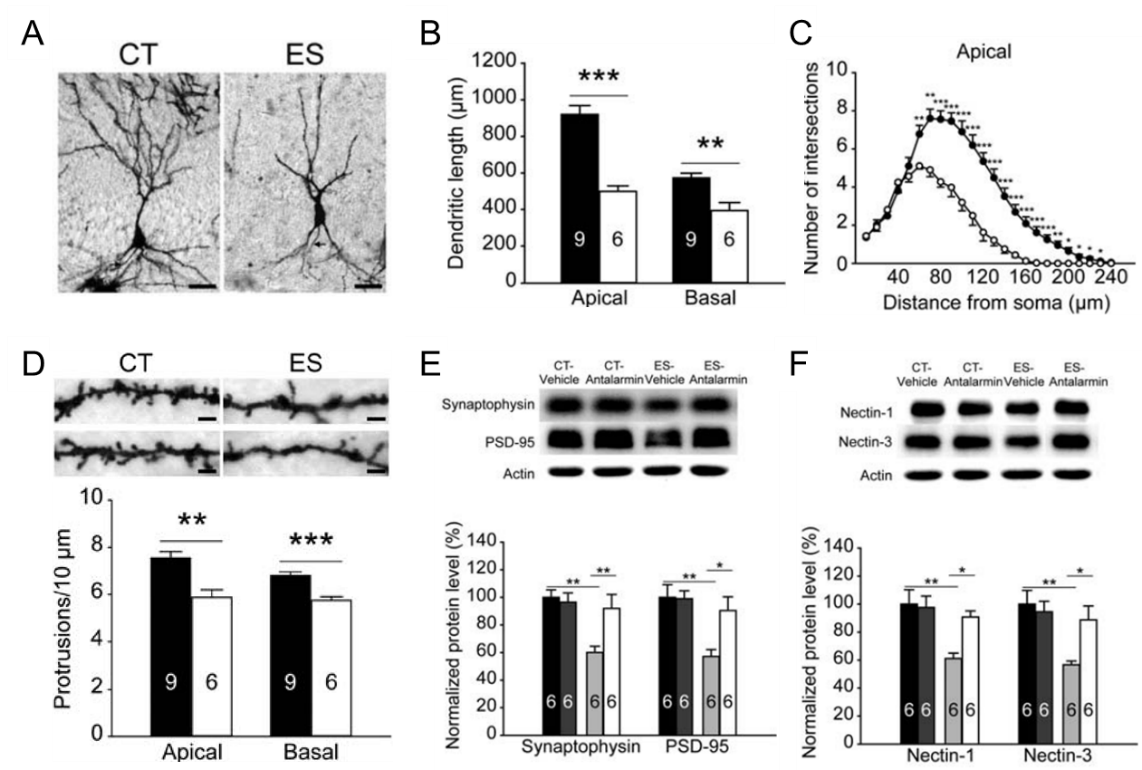 A
CT
ES
B
Dendritic length (µm)
1200
1000
800
600
400
200
0
***
**
9
6
9
6
Apical
Basal
C
Apical
Number of intersections
10
8
6
4
2
0
** *** *** *** *** *** *** *** *** *** *** *** ** * * * *
40 80 120 160 200 240
Distance from soma (µm)
D
CT
ES
Protrusions/10 µm
10
8
6
4
2
0
**
***
9
6
9
6
Apical
Basal
E
CT-
Vehicle
CT-
Antalarmin
ES-
Vehicle
ES-
Antalarmin
Synaptophysin
PSD-95
Actin
Normalized protein level (%)
140
120
100
80
60
40
20
0
**
**
**
*
6 6 6 6
6 6 6 6
Synaptophysin
PSD-95
F
CT-
Vehicle
CT-
Antalarmin
ES-
Vehicle
ES-
Antalarmin
Nectin-1
Nectin-3
Actin
Normalized protein level (%)
140
120
100
80
60
40
20
0
**
*
**
*
6 6 6 6
6 6 6 6
Nectin-1
Nectin-3